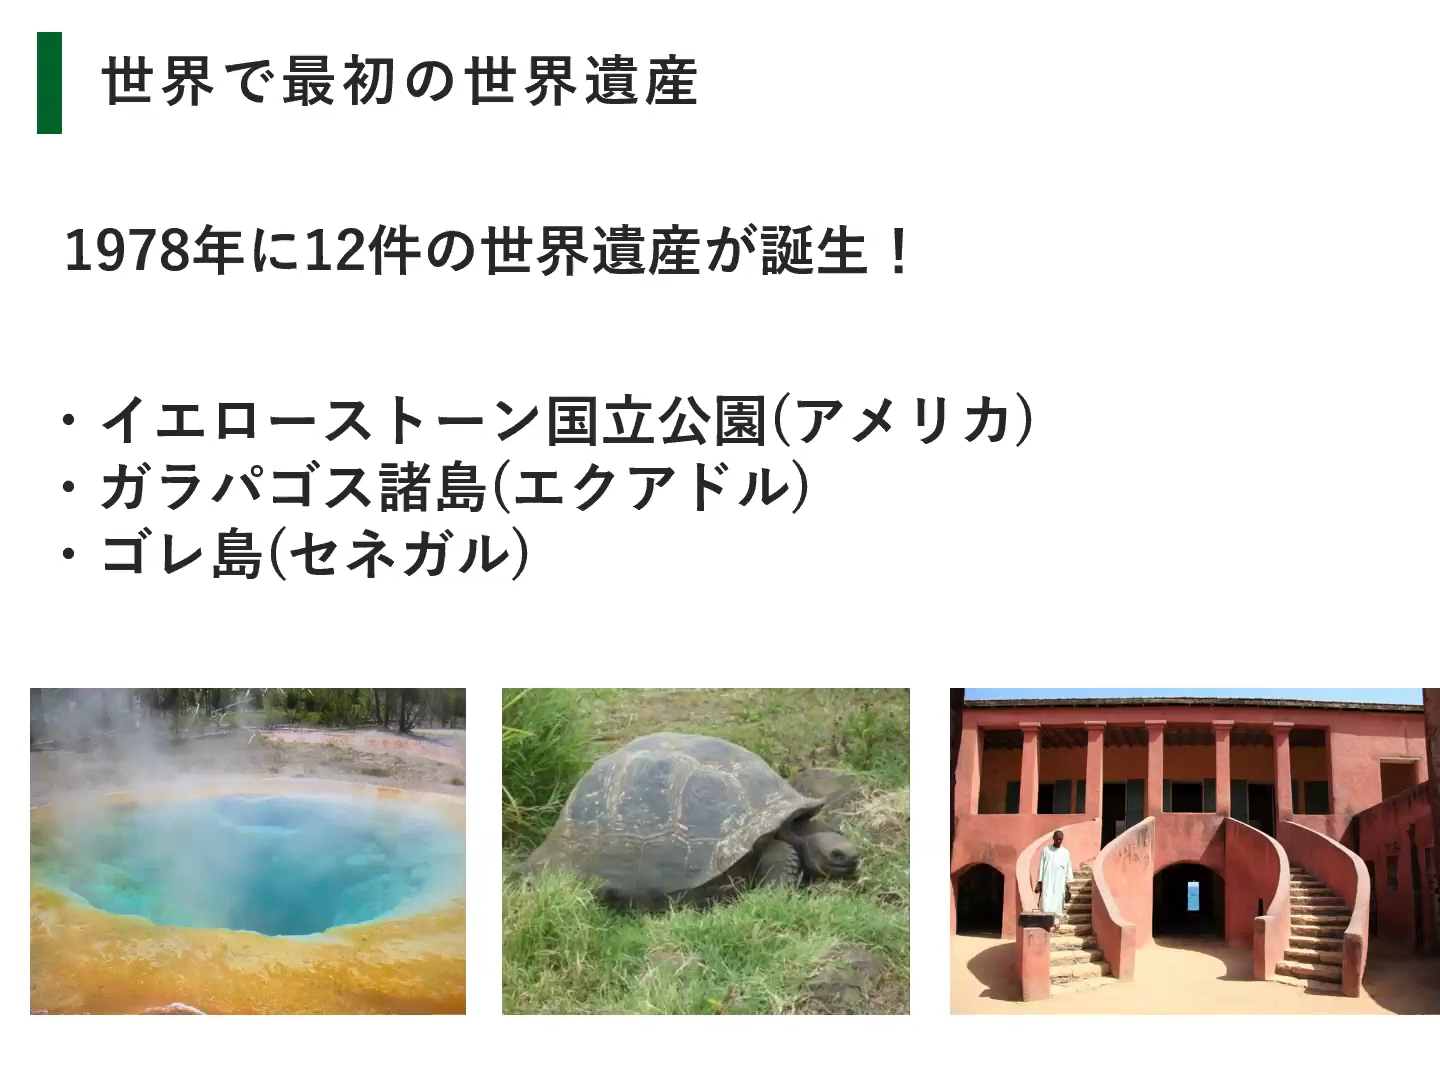 世界で最初の世界遺産
1978年に12件の世界遺産が誕生！
・イエローストーン国立公園(アメリカ)
・ガラパゴス諸島(エクアドル)
・ゴレ島(セネガル)